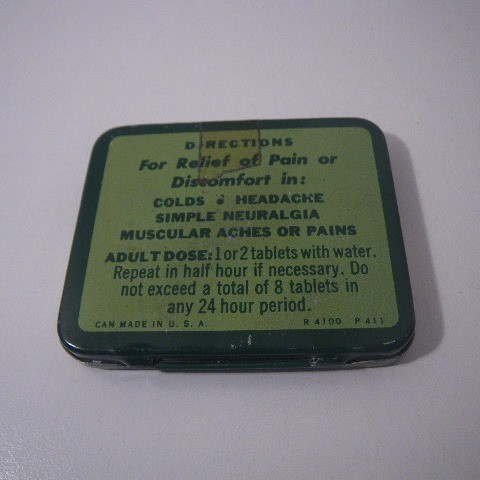 DIRECTIONS
For Relief of Pain or
Discomfort in:
COLDS • HEADACHE
SIMPLE NEURALGIA
MUSCULAR ACHES OR PAINS
ADULT DOSE: 1 or 2 tablets with water.
Repeat in half hour if necessary. Do
not exceed a total of 8 tablets in
any 24 hour period.
CAN MADE IN U. S. A. R 4100 P 411